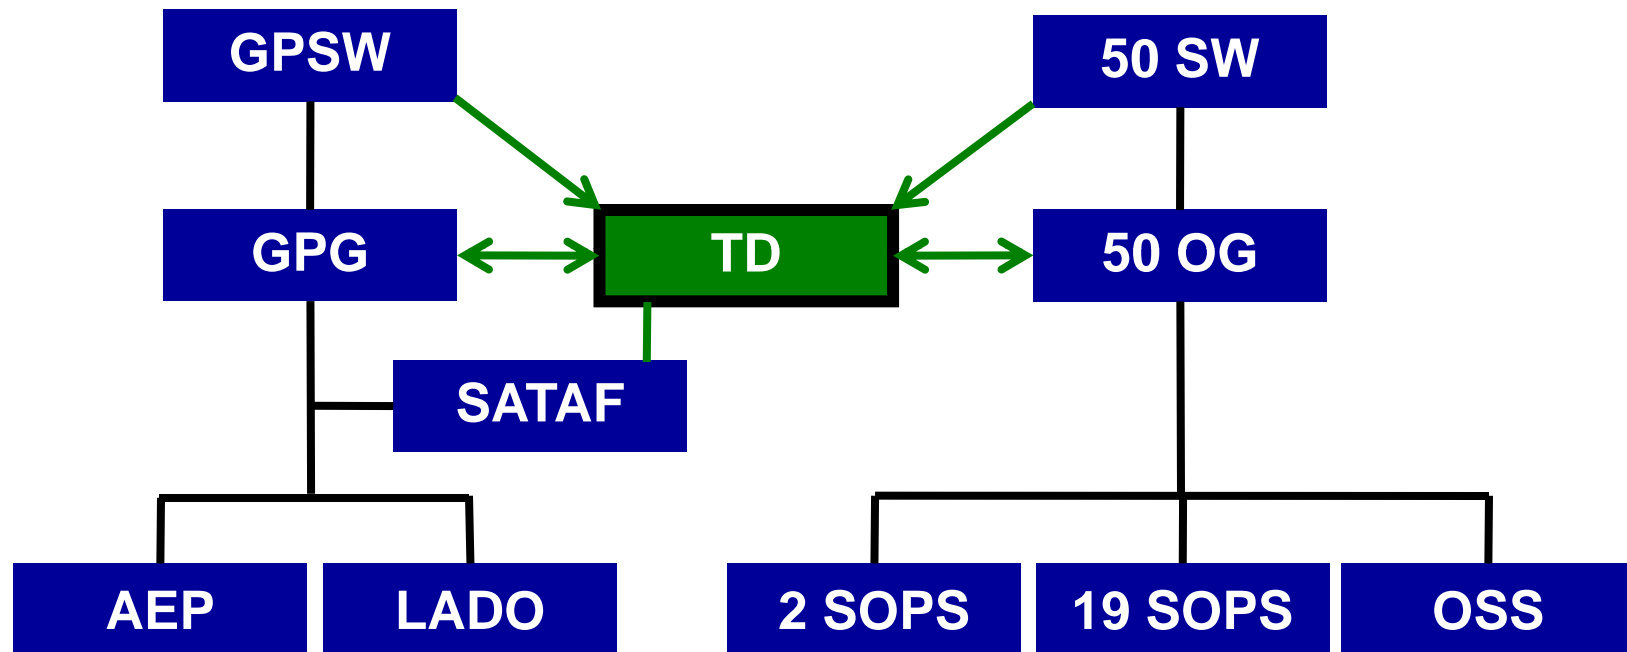 GPSW
50 SW
GPG
TD
50 OG
SATAF
AEP
LADO
2 SOPS
19 SOPS
OSS